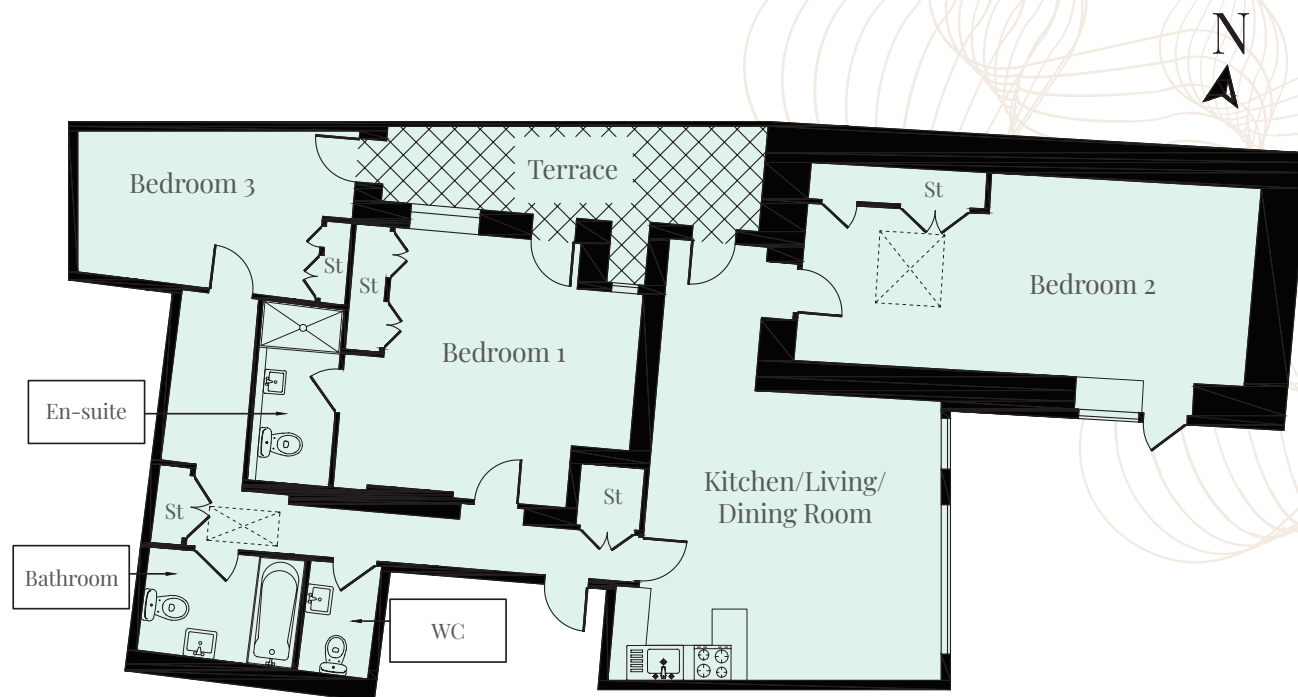 N
Bedroom 3
Terrace
St
Bedroom 2
St
St
Bedroom 1
En-suite
Kitchen/Living/
Dining Room
St
St
Bathroom
WC